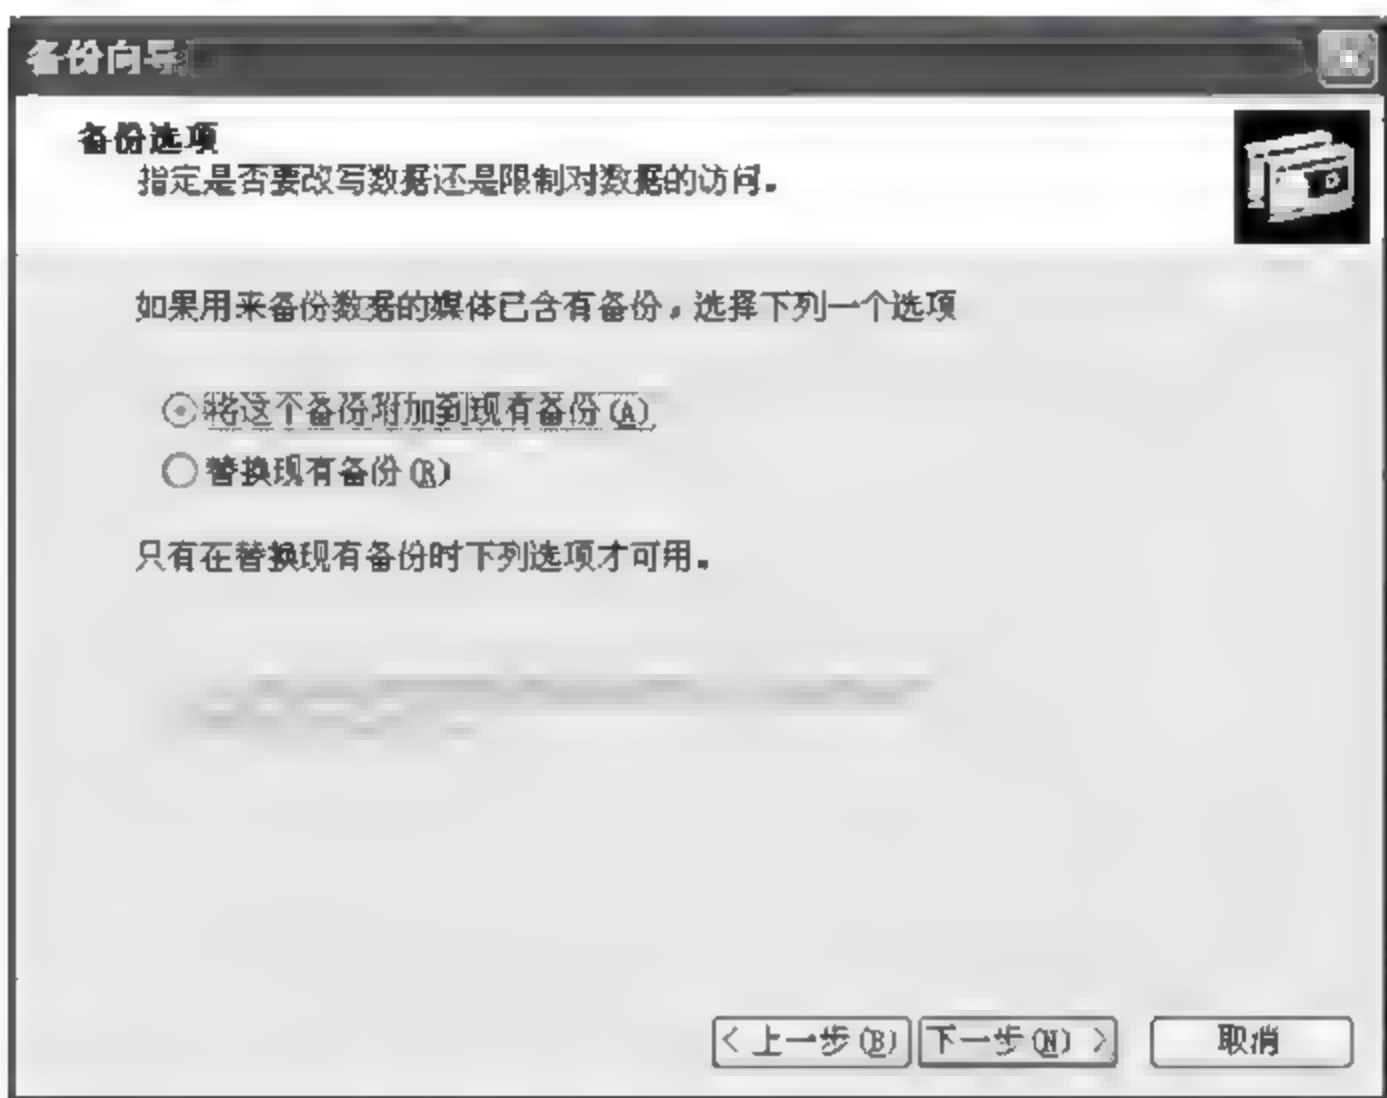 备份向导
备份选项
指定是否要改写数据还是限制对数据的访问。
如果用来备份数据的媒体已含有备份，选择下列一个选项
将这个备份附加到现有备份(A)
替换现有备份(R)
只有在替换现有备份时下列选项才可用。
< 上一步(B) 下一步(N) > 取消